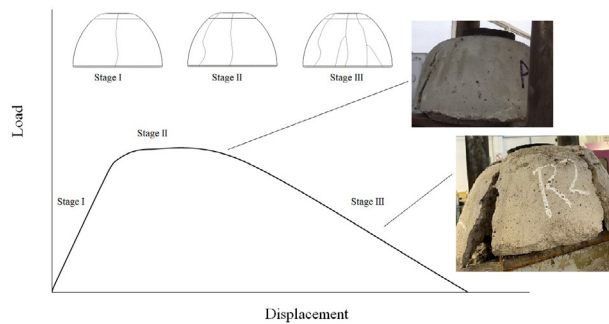 Stage I
Stage II
Stage III
Load
Stage II
Stage I
Stage III
R2
Displacement